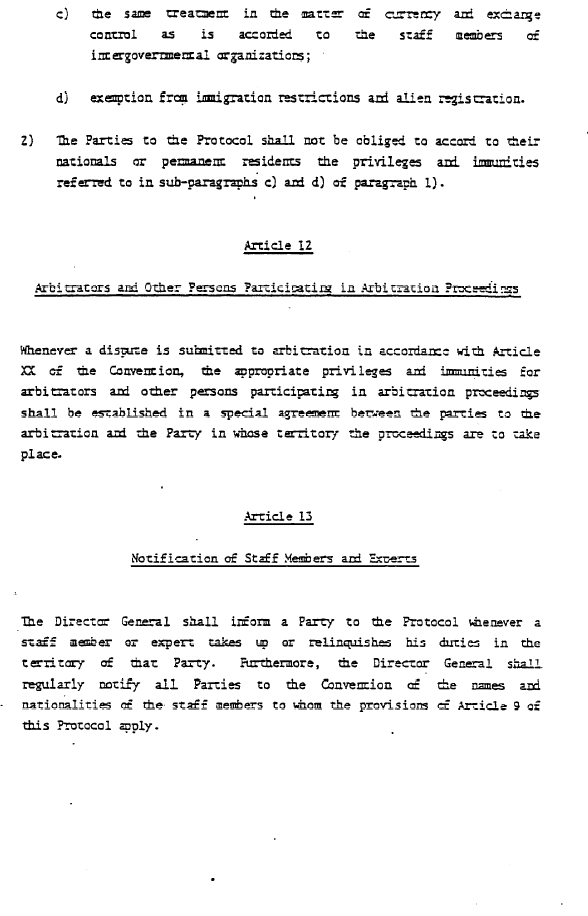 c) the same treatment in the matter of currency and exchange
control as is accorded to the staff members of
intergovernmental organizations;
d) exemption from immigration restrictions and alien registration.
2) The Parties to the Protocol shall not be obliged to accord to their
nationals or permanent residents the privileges and immunities
referred to in sub-paragraphs c) and d) of paragraph 1).
Article 12
Arbitrators and Other Persons Participating in Arbitration Proceedings
Whenever a dispute is submitted to arbitration in accordance with Article
XX of the Convention, the appropriate privileges and immunities for
arbitrators and other persons participating in arbitration proceedings
shall be established in a special agreement between the parties to the
arbitration and the Party in whose territory the proceedings are to take
place.
Article 13
Notification of Staff Members and Experts
The Director General shall inform a Party to the Protocol whenever a
staff member or expert takes up or relinquishes his duties in the
territory of that Party. Furthermore, the Director General shall
regularly notify all Parties to the Convention of the names and
nationalities of the staff members to whom the provisions of Article 9 of
this Protocol apply.